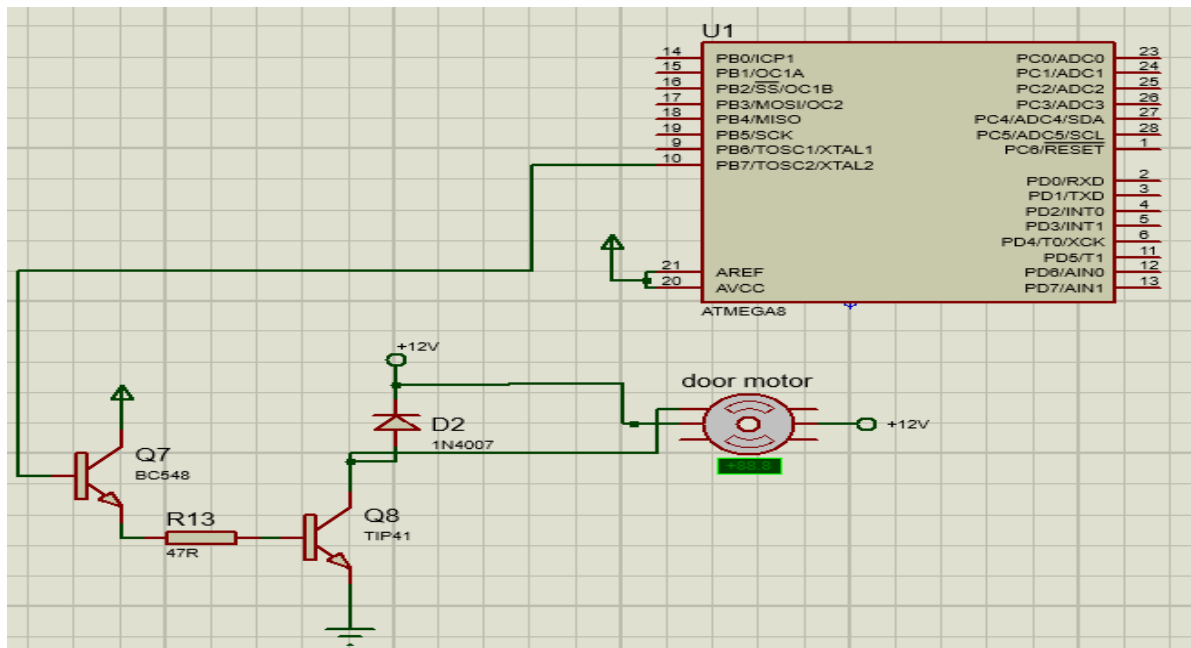 U1
14 PB0/ICP1
15 PB1/OC1A
16 PB2/SS/OC1B
17 PB3/MOSI/OC2
18 PB4/MISO
19 PB5/SCK
9 PB6/TOSC1/XTAL1
10 PB7/TOSC2/XTAL2
21 AREF
20 AVCC
PC0/ADC0 23
PC1/ADC1 24
PC2/ADC2 25
PC3/ADC3 26
PC4/ADC4/SDA 27
PC5/ADC5/SCL 28
PC6/RESET 1
PD0/RXD 2
PD1/TXD 3
PD2/INT0 4
PD3/INT1 5
PD4/T0/XCK 6
PD5/T1 11
PD6/AIN0 12
PD7/AIN1 13
ATMEGA8
+12V
door motor
D2
1N4007
+12V
+88.8
Q7
BC548
R13
47R
Q8
TIP41